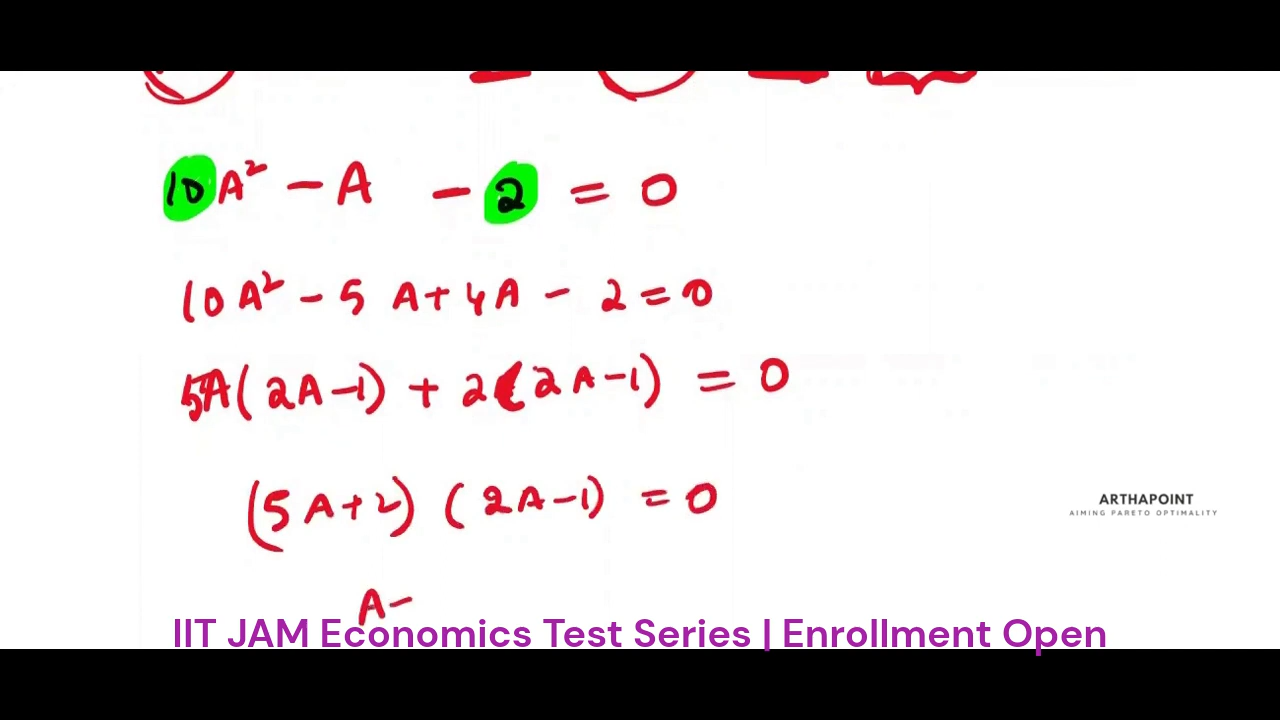 10A² - A - 2 = 0
10A² - 5A + 4A - 2 = 0
5A(2A-1) + 2(2A-1) = 0
(5A+2) (2A-1) = 0
ARTHAPOINT
AIMING PARETO OPTIMALITY
A-
IIT JAM Economics Test Series | Enrollment Open